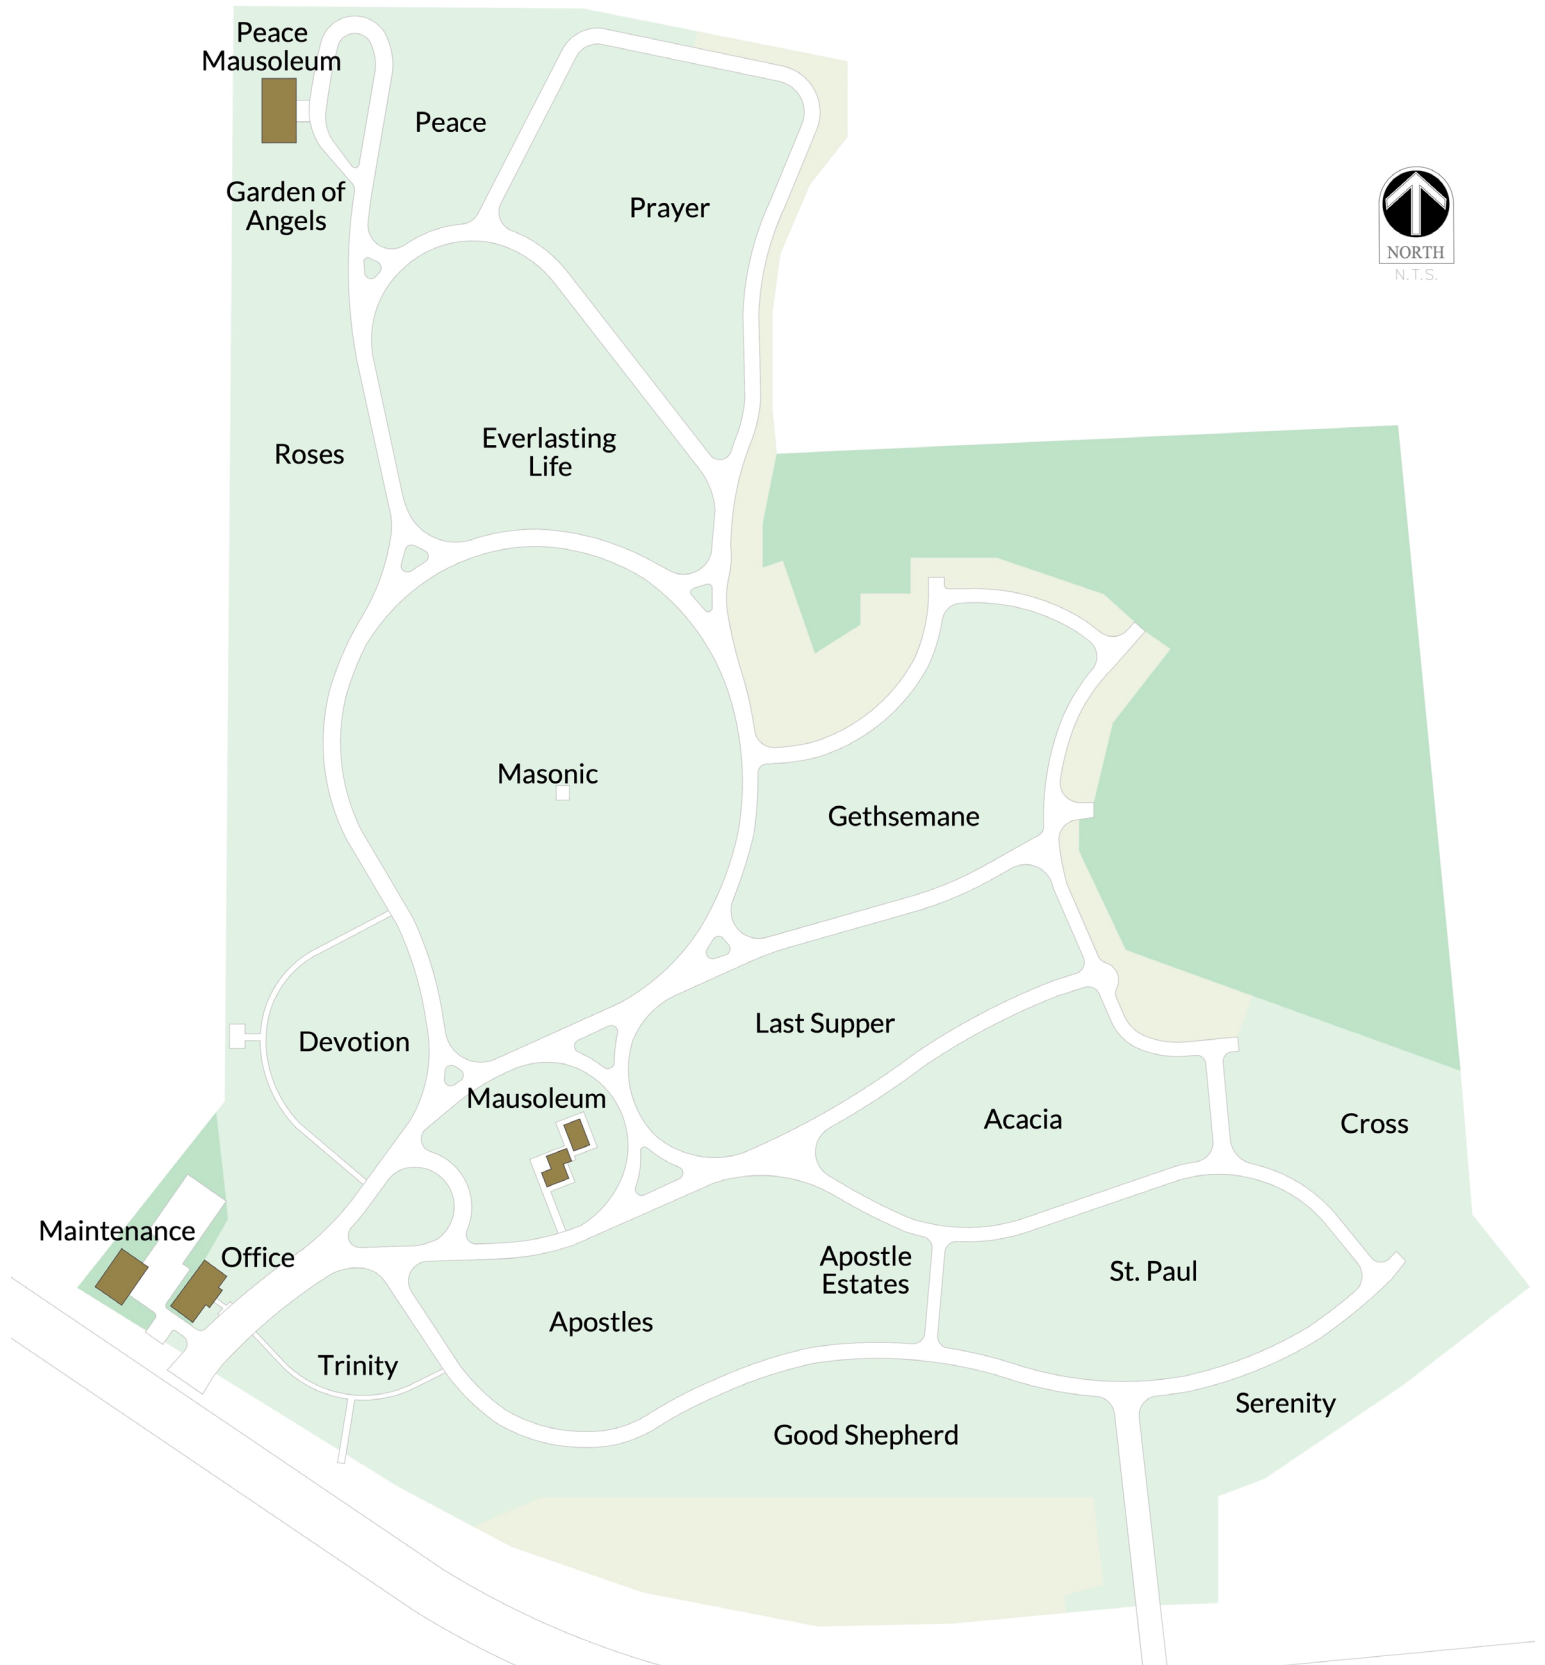 Peace
Mausoleum
Peace
Garden of
Angels
Prayer
NORTH
N.T.S.
Roses
Everlasting
Life
Masonic
Gethsemane
Last Supper
Devotion
Mausoleum
Acacia
Cross
Maintenance
Office
Apostle
Estates
St. Paul
Apostles
Trinity
Serenity
Good Shepherd